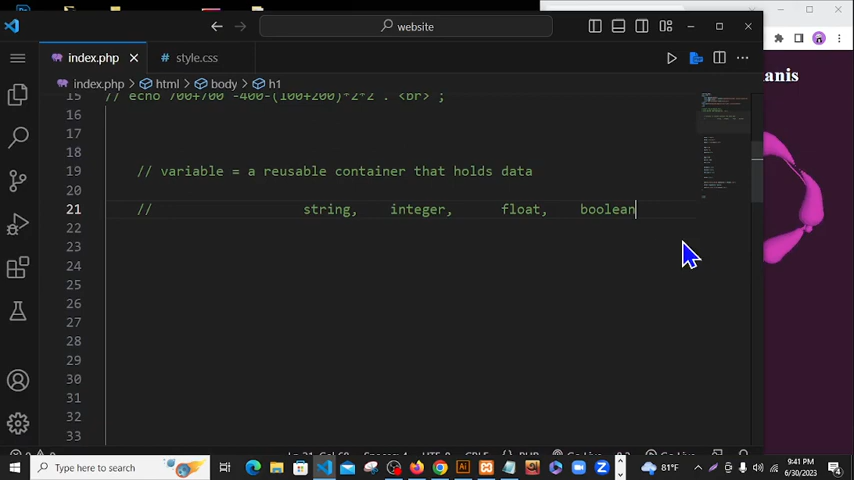 website
index.php
style.css
index.php > html > body > h1
anis
15 // echo 700+700 -400-(100+200)*2*2 . <br> ;
16
17
18
19 // variable = a reusable container that holds data
20
21 // string, integer, float, boolean
22
23
24
25
26
27
28
29
30
31
32
33
Type here to search
81°F
9:41 PM
6/30/2023